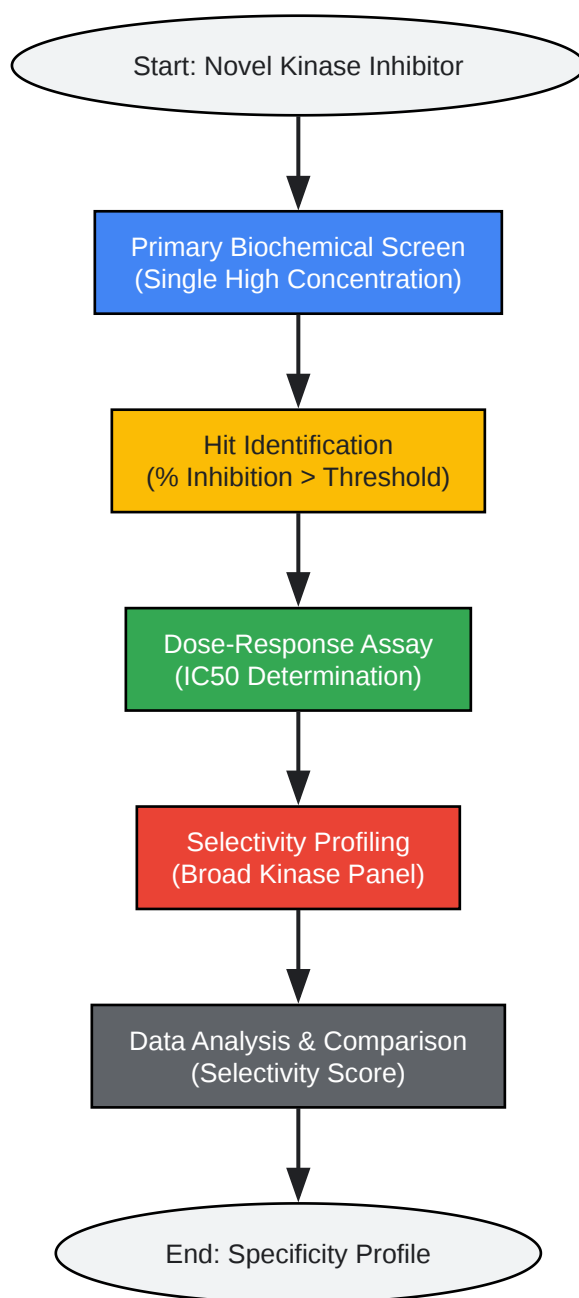 Start: Novel Kinase Inhibitor
Primary Biochemical Screen
(Single High Concentration)
Hit Identification
(% Inhibition > Threshold)
Dose-Response Assay
(IC50 Determination)
Selectivity Profiling
(Broad Kinase Panel)
Data Analysis & Comparison
(Selectivity Score)
End: Specificity Profile